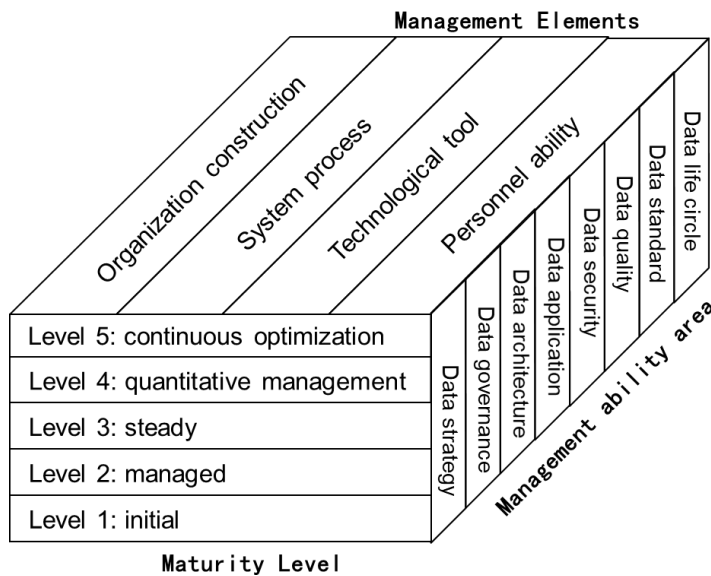 Management Elements
Organization construction
System process
Technological tool
Personnel ability
Level 5: continuous optimization
Level 4: quantitative management
Level 3: steady
Level 2: managed
Level 1: initial
Maturity Level
Data strategy
Data governance
Data architecture
Data application
Data security
Data quality
Data standard
Data life circle
Management ability area